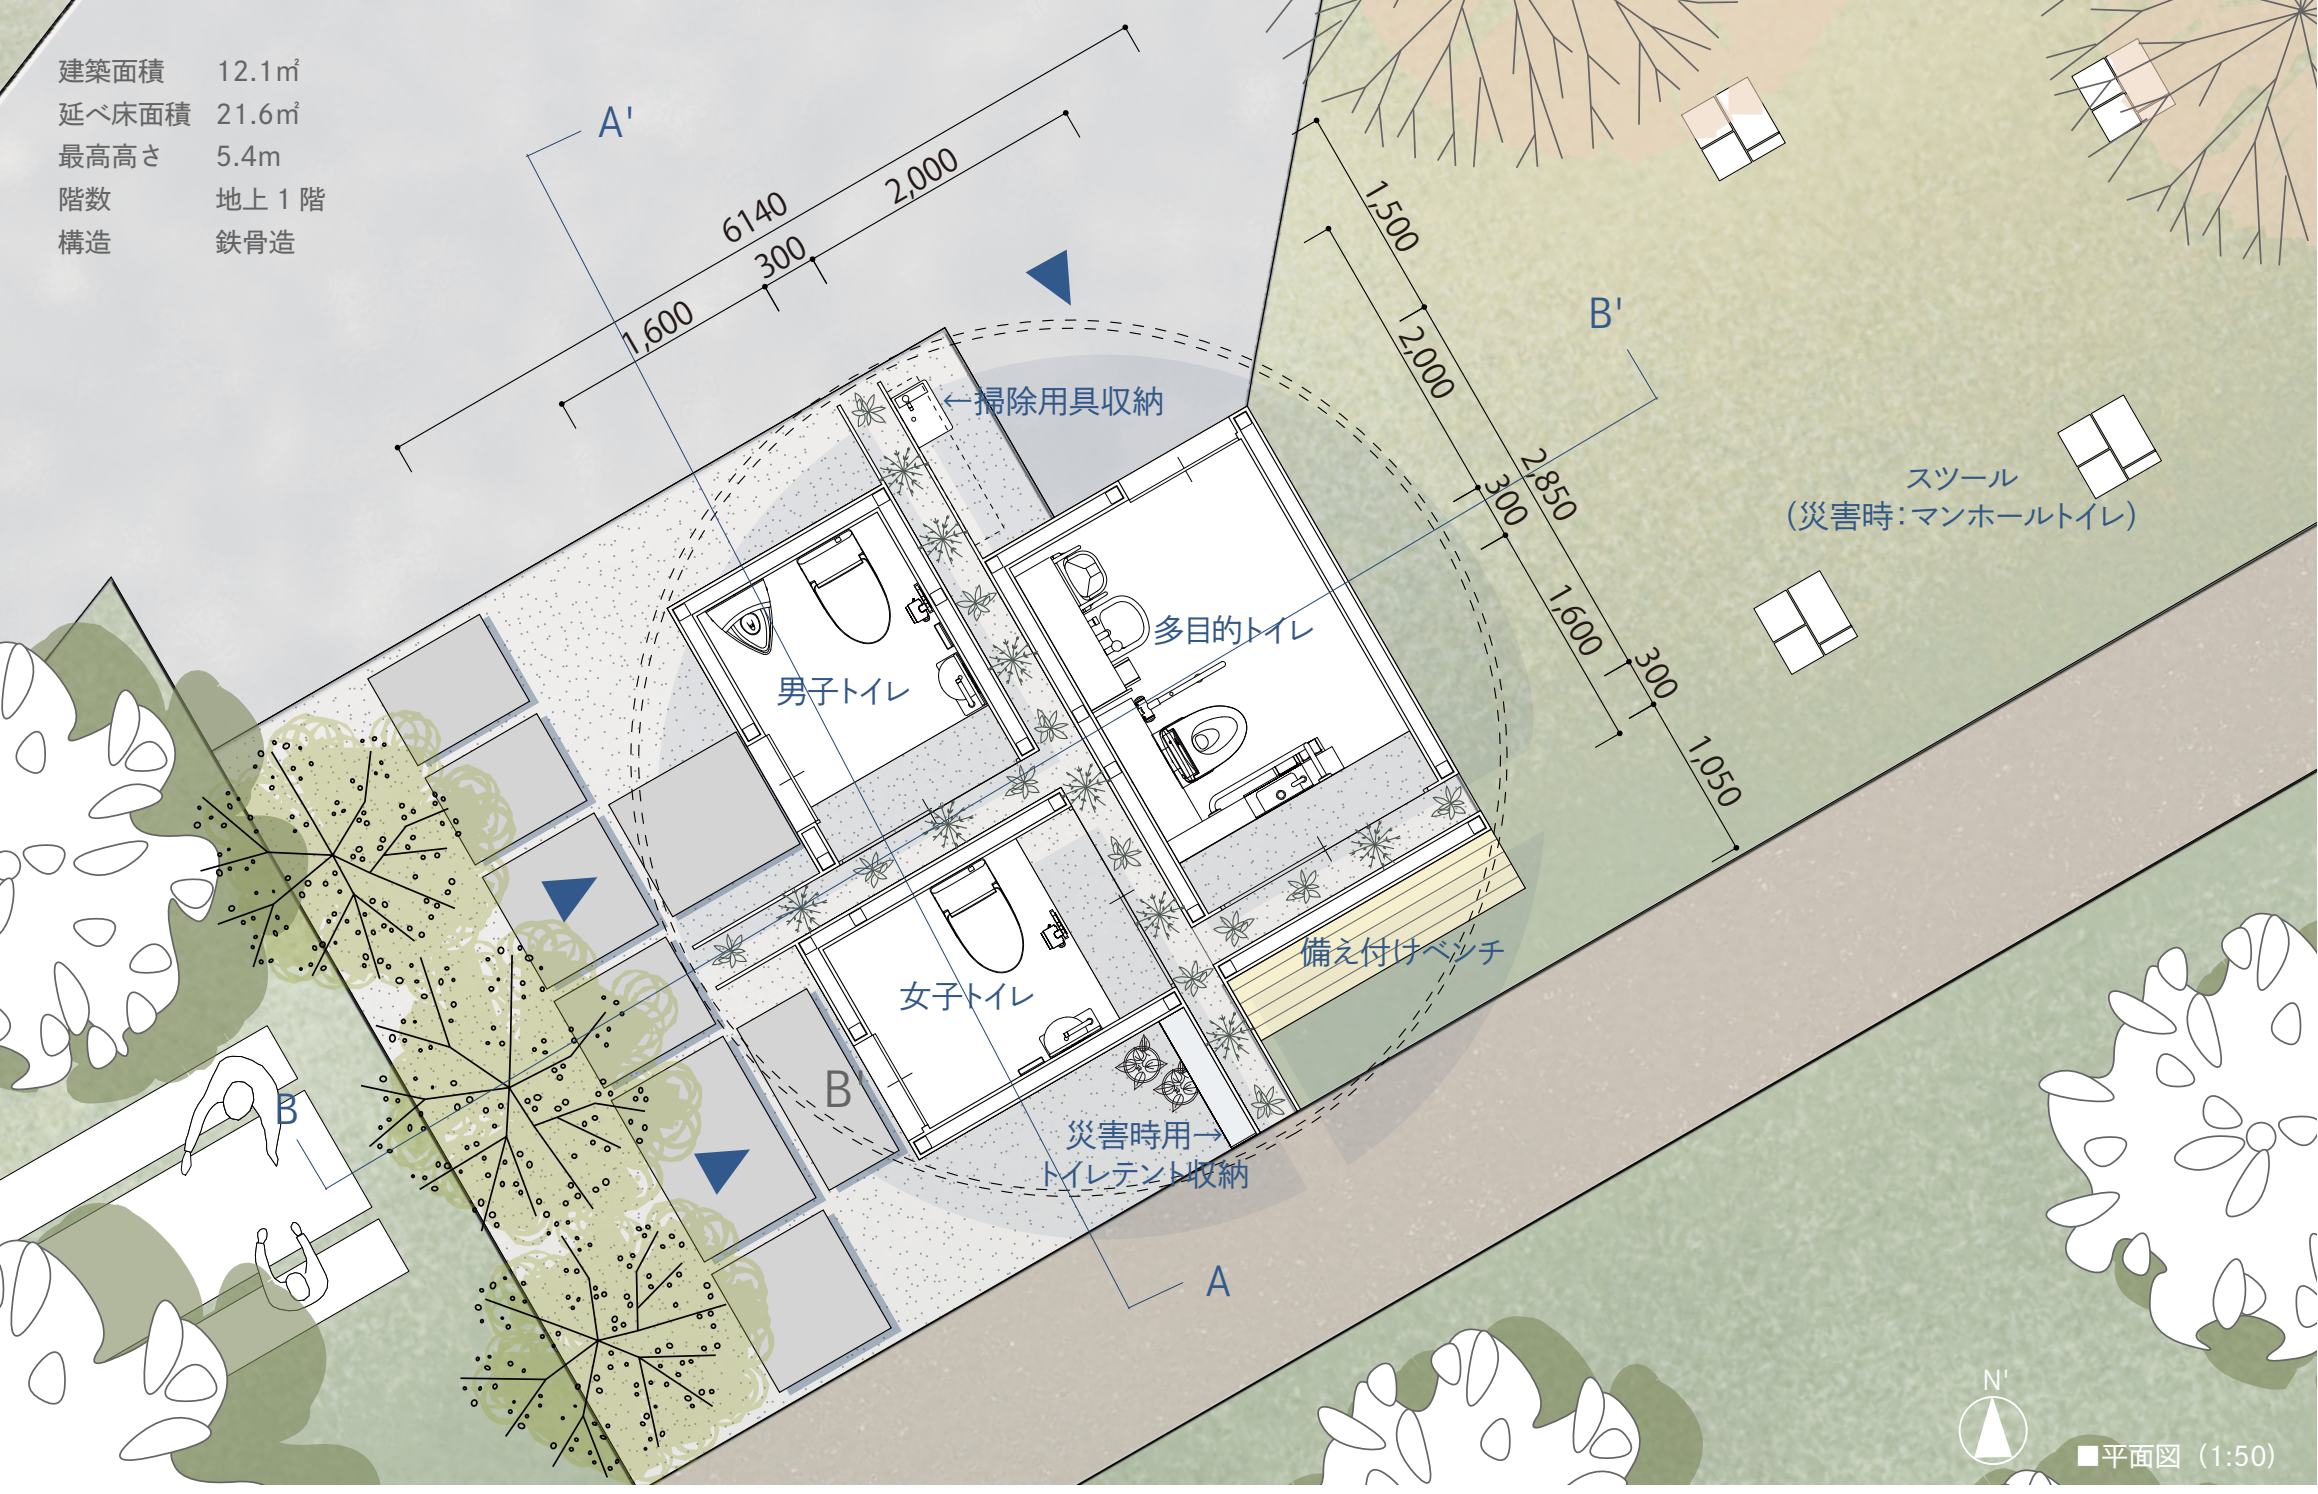 建築面積 12.1㎡
延べ床面積 21.6㎡
最高高さ 5.4m
階数 地上1階
構造 鉄骨造
A'
6140
2,000
300
1,600
1,500
2,000
300
1,600
2,850
300
1,050
B'
←掃除用具収納
スツール
（災害時：マンホールトイレ）
多目的トイレ
男子トイレ
備え付けベンチ
女子トイレ
B'
B
災害時用→
トイレテント収納
A
N'
■平面図（1:50）